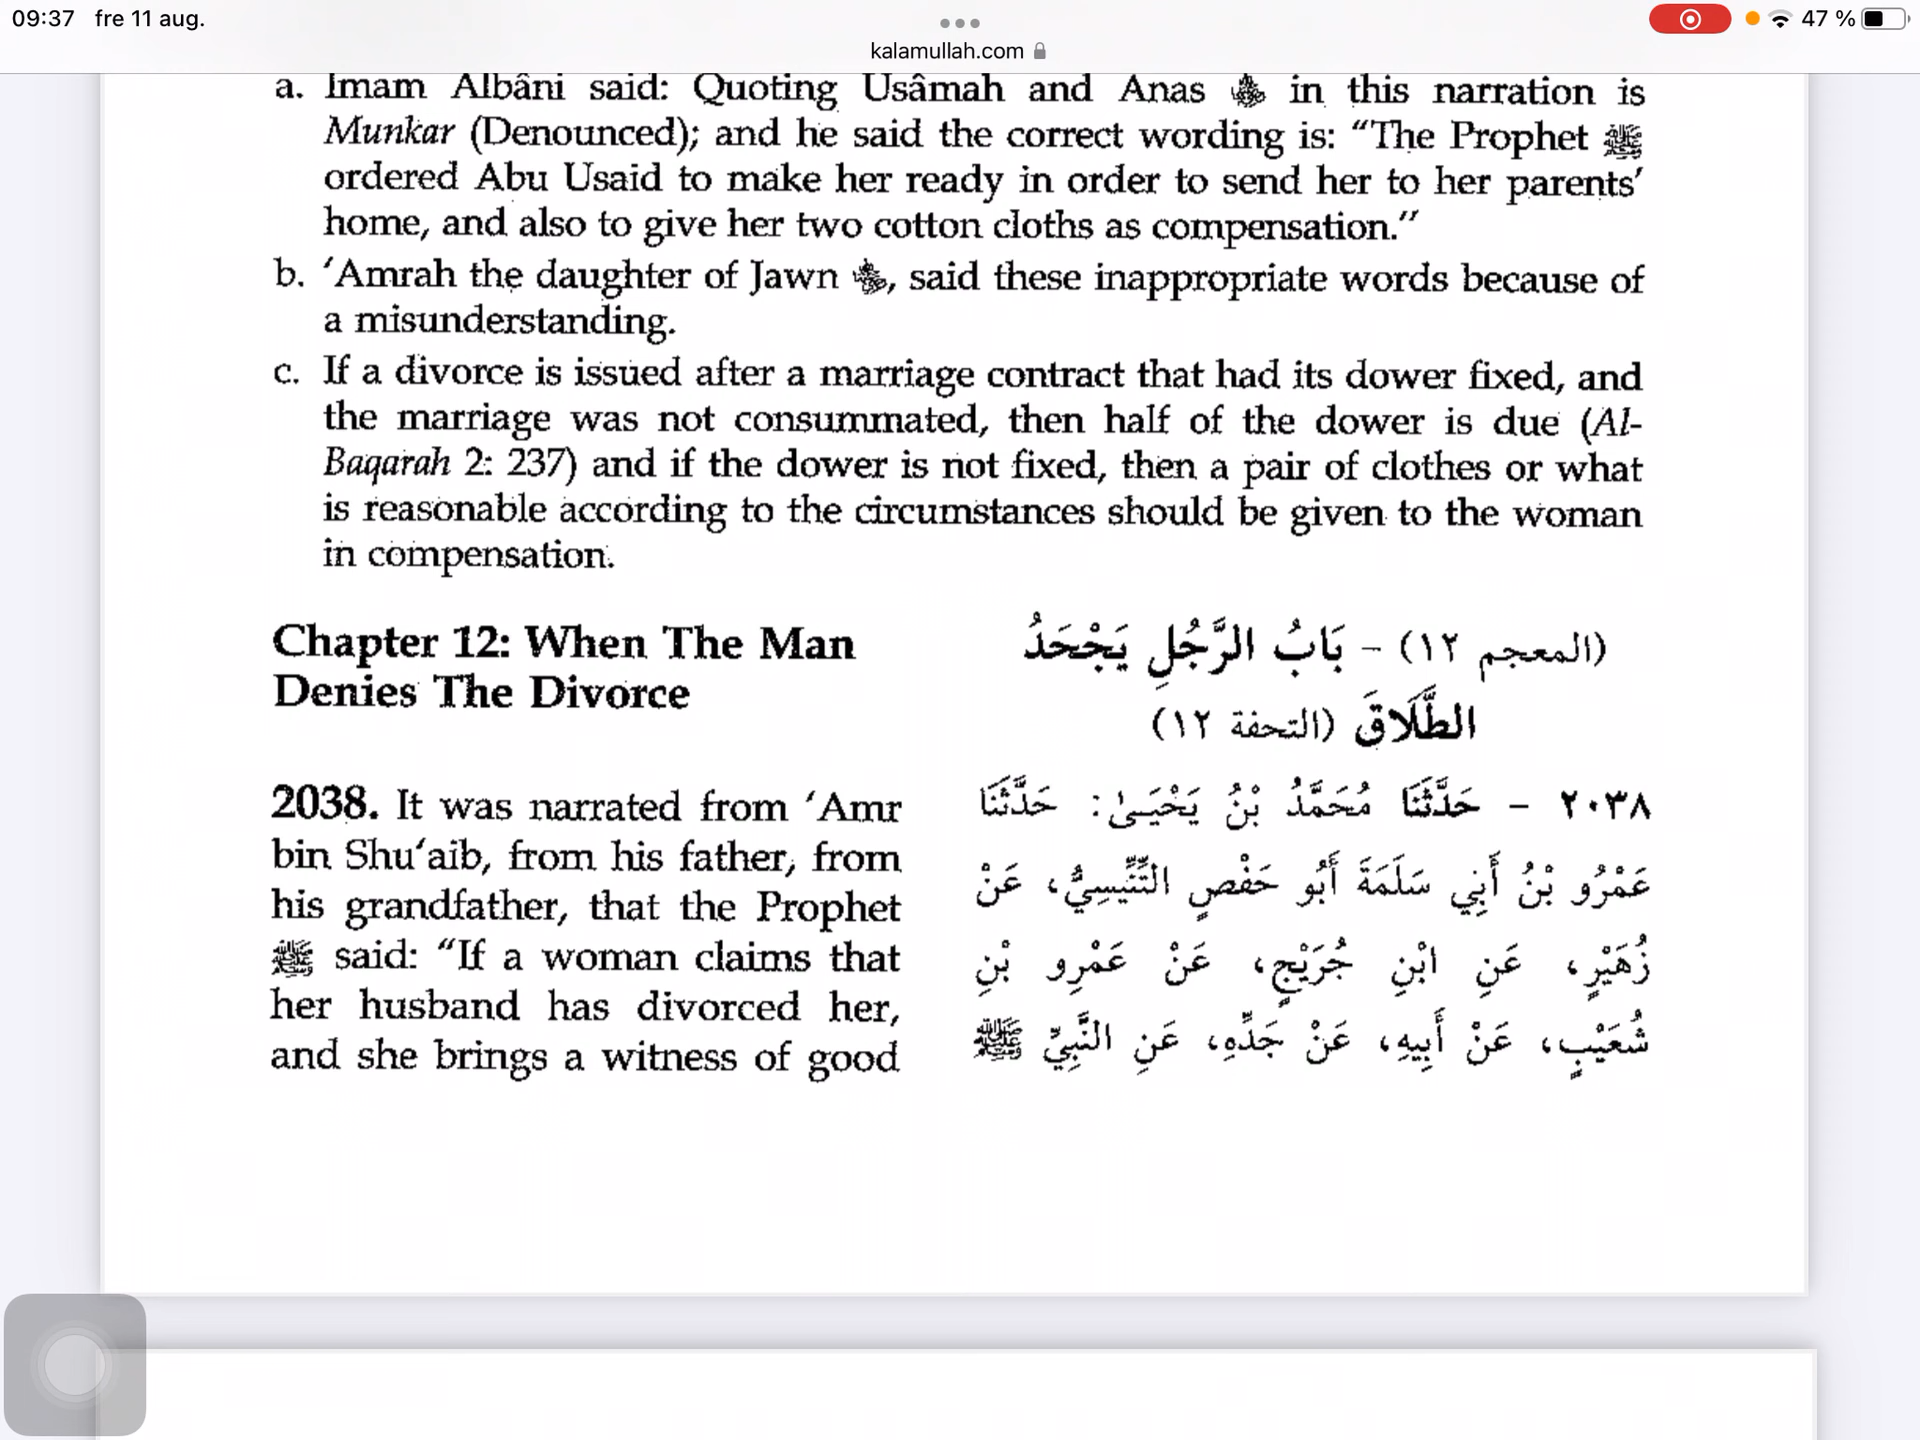 09:37 fre 11 aug.
47 %
kalamullah.com
a. Imam Albâni said: Quoting Usâmah and Anas in this narration is
Munkar (Denounced); and he said the correct wording is: “The Prophet ﷺ
ordered Abu Usaid to make her ready in order to send her to her parents’
home, and also to give her two cotton cloths as compensation.”
b. ‘Amrah the daughter of Jawn , said these inappropriate words because of
a misunderstanding.
c. If a divorce is issued after a marriage contract that had its dower fixed, and
the marriage was not consummated, then half of the dower is due (Al-
Baqarah 2: 237) and if the dower is not fixed, then a pair of clothes or what
is reasonable according to the circumstances should be given to the woman
in compensation.
Chapter 12: When The Man
Denies The Divorce
2038. It was narrated from ‘Amr
bin Shu‘aib, from his father, from
his grandfather, that the Prophet
ﷺ said: “If a woman claims that
her husband has divorced her,
and she brings a witness of good
(المعجم ١٢) - بَابُ الرَّجُلِ يَجْحَدُ
الطَّلَاقَ (التحفة ١٢)
٢٠٣٨ - حَدَّثَنَا مُحَمَّدُ بْنُ يَحْيَىٰ: حَدَّثَنَا
عَمْرُو بْنُ أَبِي سَلَمَةَ أَبُو حَفْصٍ التِّنِّيسِيُّ، عَنْ
زُهَيْرٍ، عَنِ ابْنِ جُرَيْجٍ، عَنْ عَمْرِو بْنِ
شُعَيْبٍ، عَنْ أَبِيهِ، عَنْ جَدِّهِ، عَنِ النَّبِيِّ ﷺ